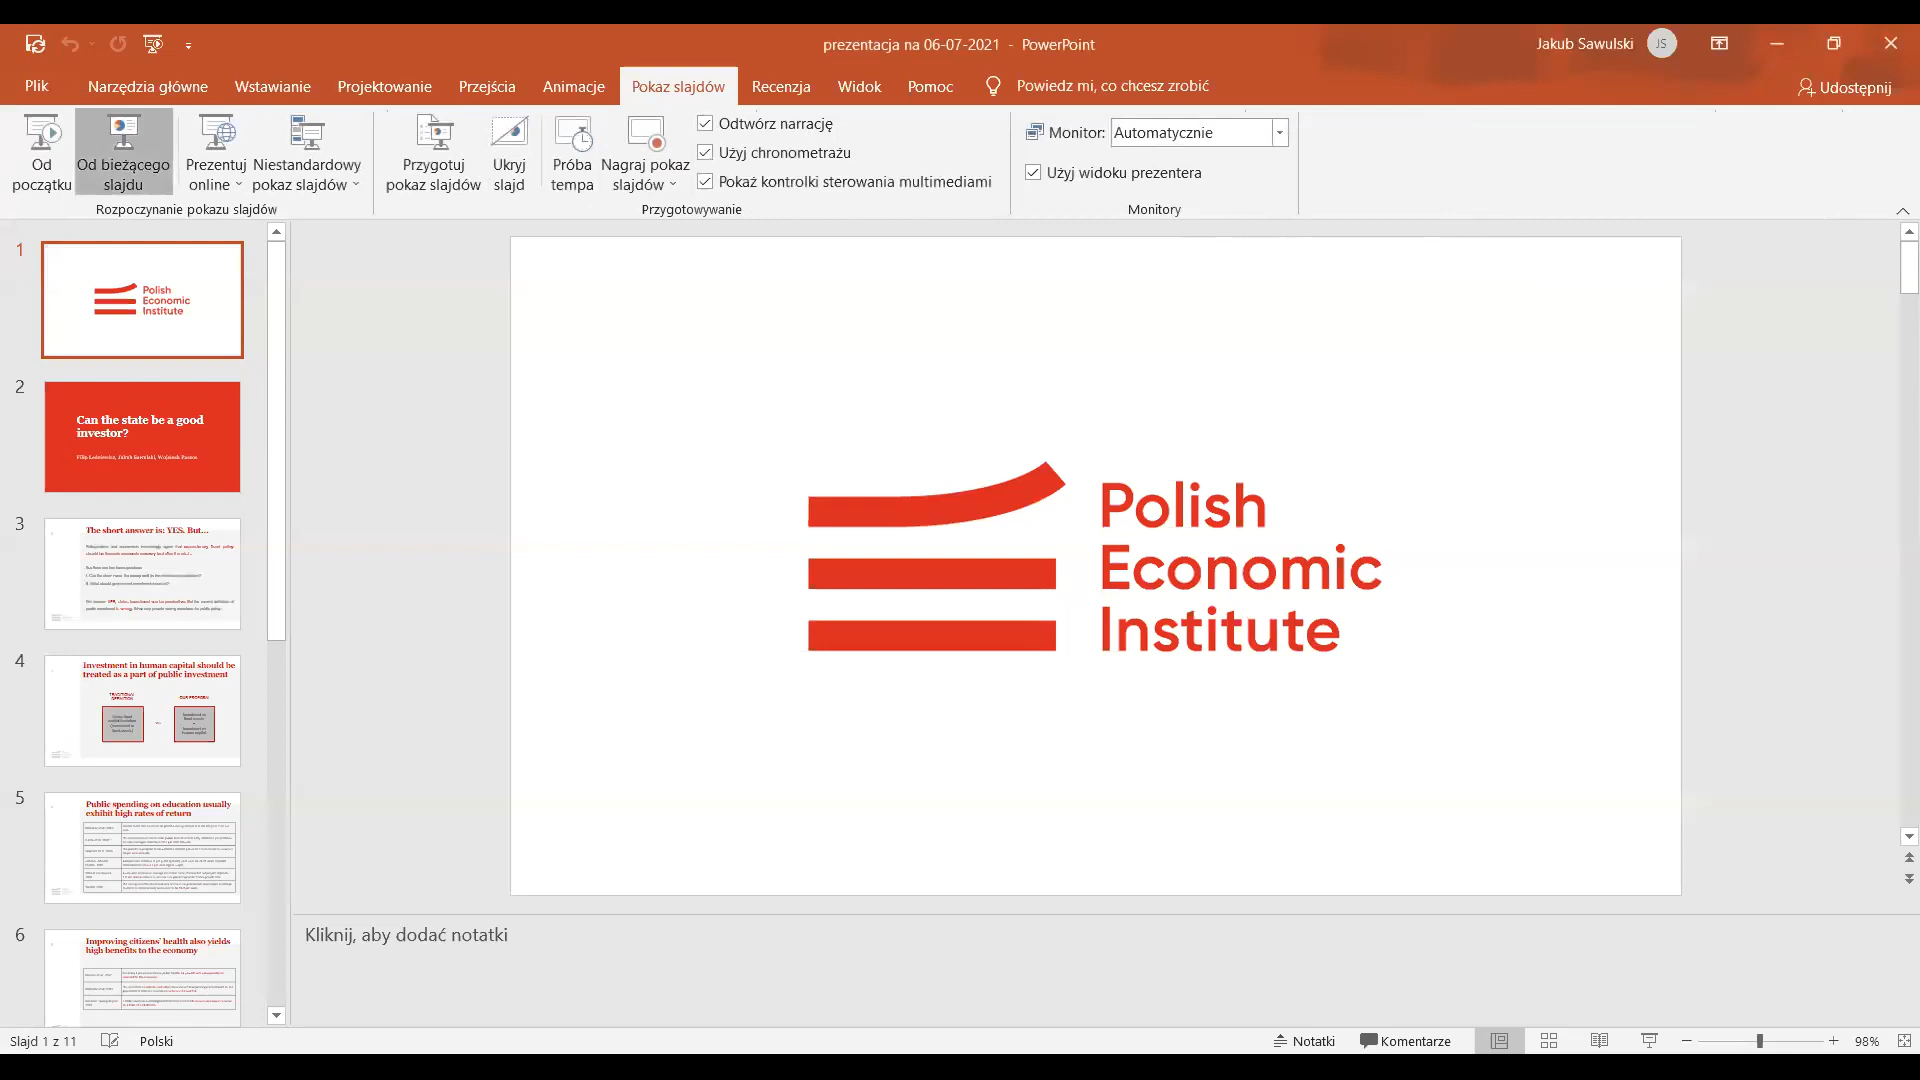 prezentacja na 06-07-2021 - PowerPoint
Jakub Sawulski
JS
Plik
Narzędzia główne
Wstawianie
Projektowanie
Przejścia
Animacje
Pokaz slajdów
Recenzja
Widok
Pomoc
Powiedz mi, co chcesz zrobić
Udostępnij
Od początku
Od bieżącego slajdu
Prezentuj online
Niestandardowy pokaz slajdów
Przygotuj pokaz slajdów
Ukryj slajd
Próba tempa
Nagraj pokaz slajdów
Odtwórz narrację
Użyj chronometrażu
Pokaż kontrolki sterowania multimediami
Monitor: Automatycznie
Użyj widoku prezentera
Rozpoczynanie pokazu slajdów
Przygotowywanie
Monitory
1
Polish
Economic
Institute
2
Can the state be a good
investor?
3
The short answer is: YES. But...
4
Investment in human capital should be
treated as a part of public investment
5
Public spending on education usually
exhibit high rates of return
6
Improving citizens' health also yields
high benefits to the economy
Polish
Economic
Institute
Kliknij, aby dodać notatki
Slajd 1 z 11
Polski
Notatki
Komentarze
98%